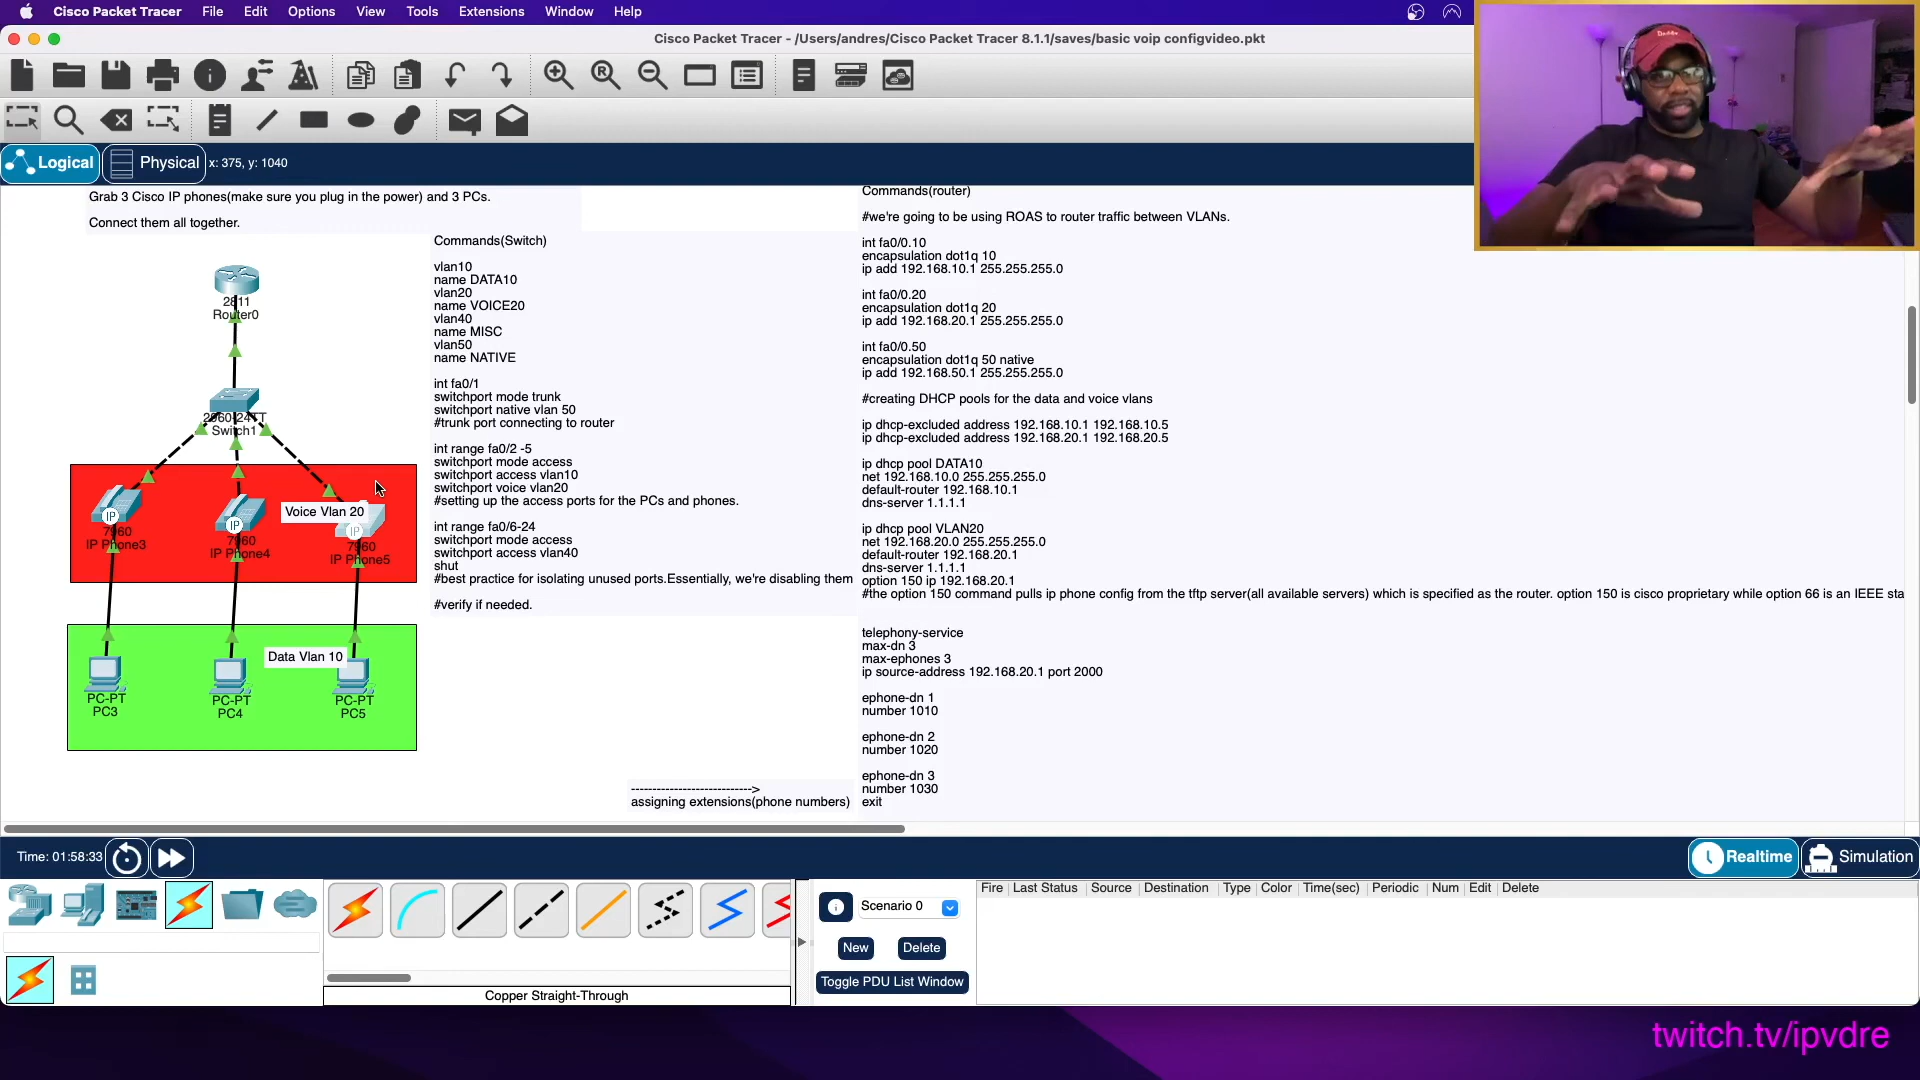 Cisco Packet Tracer File Edit Options View Tools Extensions Window Help
Cisco Packet Tracer - /Users/andres/Cisco Packet Tracer 8.1.1/saves/basic voip configvideo.pkt
Logical Physical x: 375, y: 1040
Grab 3 Cisco IP phones(make sure you plug in the power) and 3 PCs.
Connect them all together.
2811
Router0
2960-24TT
Switch1
IP
7960
IP Phone3
IP
7960
IP Phone4
Voice Vlan 20
IP
7960
IP Phone5
PC-PT
PC3
PC-PT
PC4
Data Vlan 10
PC-PT
PC5
Commands(Switch)
vlan10
name DATA10
vlan20
name VOICE20
vlan40
name MISC
vlan50
name NATIVE
int fa0/1
switchport mode trunk
switchport native vlan 50
#trunk port connecting to router
int range fa0/2 -5
switchport mode access
switchport access vlan10
switchport voice vlan20
#setting up the access ports for the PCs and phones.
int range fa0/6-24
switchport mode access
switchport access vlan40
shut
#best practice for isolating unused ports.Essentially, we're disabling them
#verify if needed.
--------------------------->
assigning extensions(phone numbers)
Commands(router)
#we're going to be using ROAS to router traffic between VLANs.
int fa0/0.10
encapsulation dot1q 10
ip add 192.168.10.1 255.255.255.0
int fa0/0.20
encapsulation dot1q 20
ip add 192.168.20.1 255.255.255.0
int fa0/0.50
encapsulation dot1q 50 native
ip add 192.168.50.1 255.255.255.0
#creating DHCP pools for the data and voice vlans
ip dhcp-excluded address 192.168.10.1 192.168.10.5
ip dhcp-excluded address 192.168.20.1 192.168.20.5
ip dhcp pool DATA10
net 192.168.10.0 255.255.255.0
default-router 192.168.10.1
dns-server 1.1.1.1
ip dhcp pool VLAN20
net 192.168.20.0 255.255.255.0
default-router 192.168.20.1
dns-server 1.1.1.1
option 150 ip 192.168.20.1
#the option 150 command pulls ip phone config from the tftp server(all available servers) which is specified as the router. option 150 is cisco proprietary while option 66 is an IEEE sta
telephony-service
max-dn 3
max-ephones 3
ip source-address 192.168.20.1 port 2000
ephone-dn 1
number 1010
ephone-dn 2
number 1020
ephone-dn 3
number 1030
exit
Time: 01:58:33
Realtime Simulation
Scenario 0
New Delete
Toggle PDU List Window
Fire Last Status Source Destination Type Color Time(sec) Periodic Num Edit Delete
Copper Straight-Through
twitch.tv/ipvdre